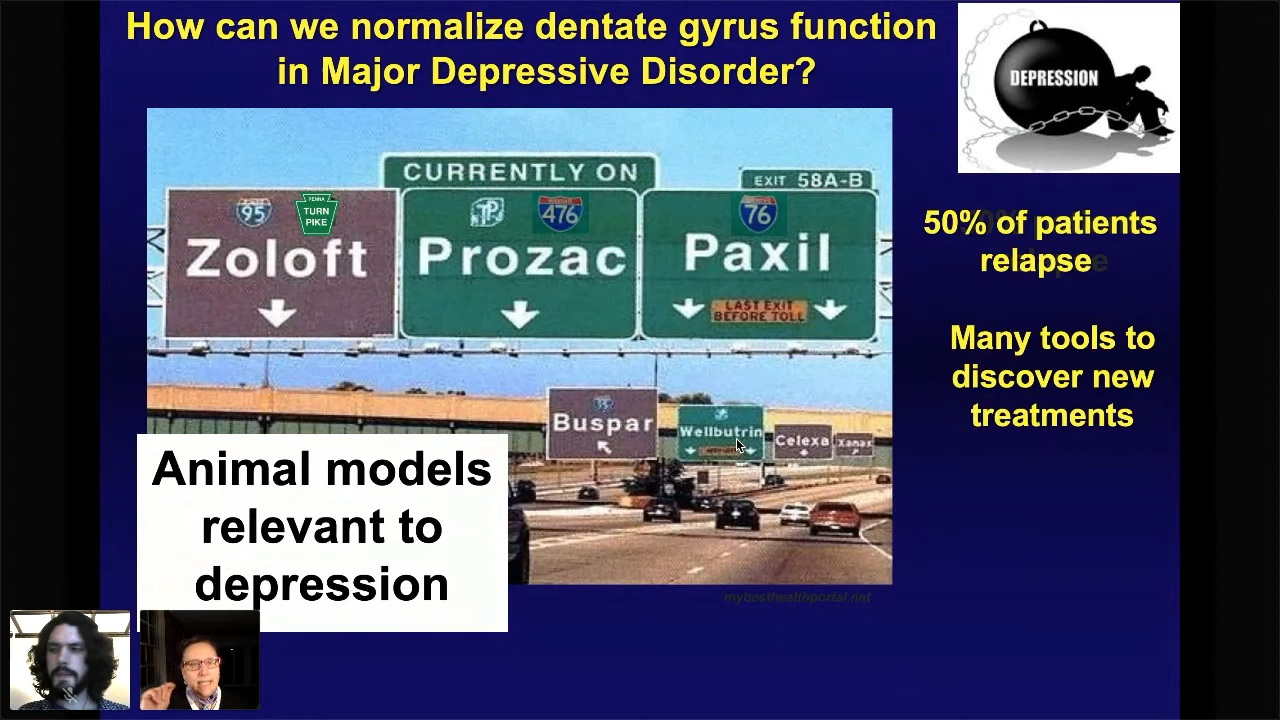 How can we normalize dentate gyrus function
in Major Depressive Disorder?
DEPRESSION
CURRENTLY ON
EXIT 58A-B
95
PENNA
TURN
PIKE
476
76
Zoloft
Prozac
Paxil
LAST EXIT
BEFORE TOLL
50% of patients
relapse
Many tools to
discover new
treatments
Buspar
Wellbutrin
Celexa
Xanax
Animal models
relevant to
depression
mybesthealthportal.net